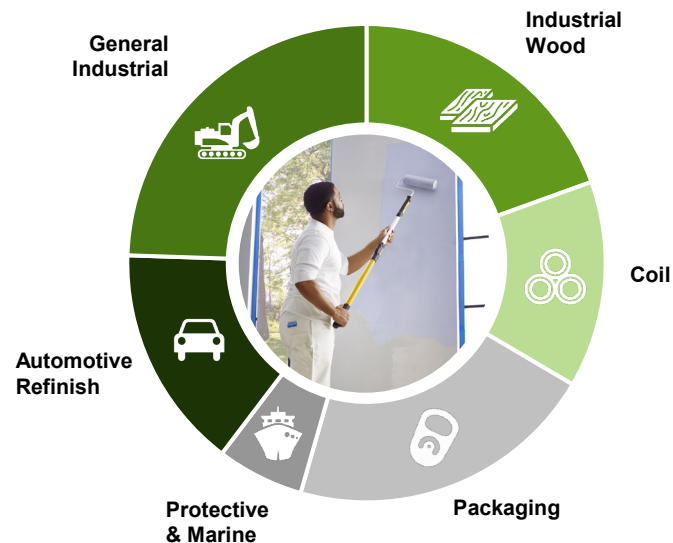 General
Industrial
Industrial
Wood
Coil
Packaging
Protective
& Marine
Automotive
Refinish